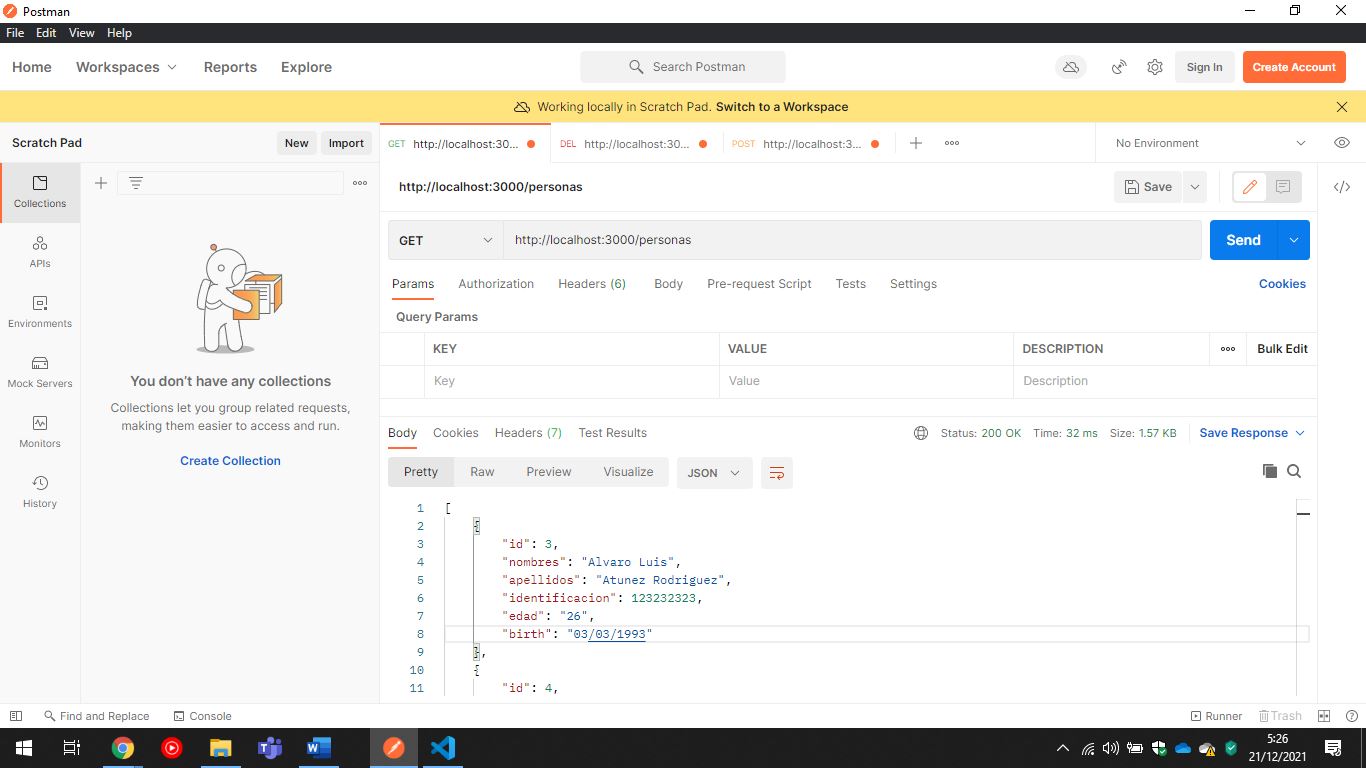 Postman
File Edit View Help
Home Workspaces Reports Explore Search Postman Sign In Create Account
Working locally in Scratch Pad. Switch to a Workspace
Scratch Pad New Import
GET http://localhost:30... DEL http://localhost:30... POST http://localhost:3... No Environment
http://localhost:3000/personas Save
Collections
APIs
Environments
Mock Servers
Monitors
History
You don't have any collections
Collections let you group related requests,
making them easier to access and run.
Create Collection
GET http://localhost:3000/personas Send
Params Authorization Headers (6) Body Pre-request Script Tests Settings Cookies
Query Params
KEY VALUE DESCRIPTION Bulk Edit
Key Value Description
Body Cookies Headers (7) Test Results Status: 200 OK Time: 32 ms Size: 1.57 KB Save Response
Pretty Raw Preview Visualize JSON
1 [
2 {
3 "id": 3,
4 "nombres": "Alvaro Luis",
5 "apellidos": "Atunez Rodriguez",
6 "identificacion": 123232323,
7 "edad": "26",
8 "birth": "03/03/1993"
9 },
10 {
11 "id": 4,
Find and Replace Console Runner Trash
5:26
21/12/2021